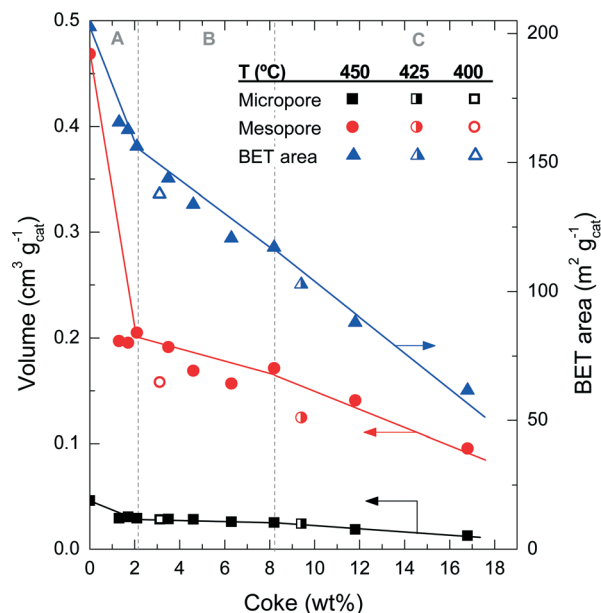 A B C
T (ºC) 450 425 400
Micropore
Mesopore
BET area
0.5
0.4
0.3
0.2
0.1
0.0
Volume (cm³ g⁻¹cat)
200
150
100
50
0
BET area (m² g⁻¹cat)
0 2 4 6 8 10 12 14 16 18
Coke (wt%)